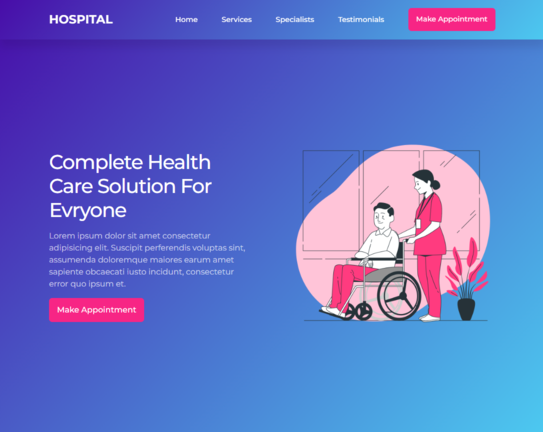 HOSPITAL
Home
Services
Specialists
Testimonials
Make Appointment
Complete Health
Care Solution For
Evryone
Lorem ipsum dolor sit amet consectetur
adipisicing elit. Suscipit perferendis voluptas sint,
assumenda doloremque maiores earum amet
sapiente obcaecati iusto incidunt, consectetur
error quo ipsum et.
Make Appointment